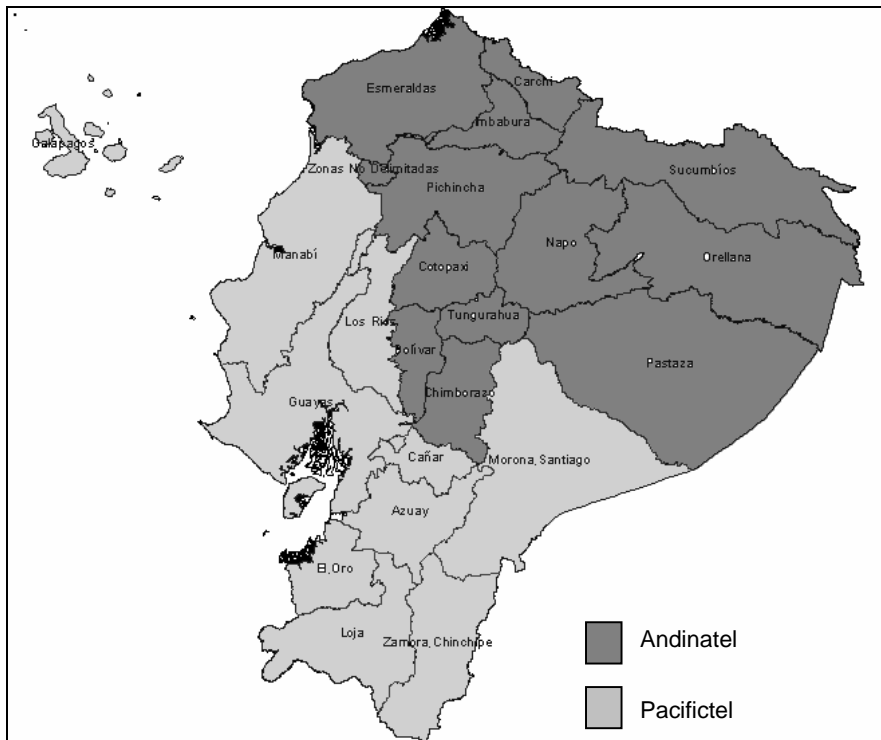 Carchi
Esmeraldas
Imbabura
Galápagos
Zonas No Delimitadas
Sucumbíos
Pichincha
Napo
Orellana
Manabí
Cotopaxi
Los Ríos
Tungurahua
Bolívar
Pastaza
Chimborazo
Guayas
Cañar
Morona, Santiago
Azuay
El, Oro
Loja
Zamora, Chinchipe
Andinatel
Pacifictel